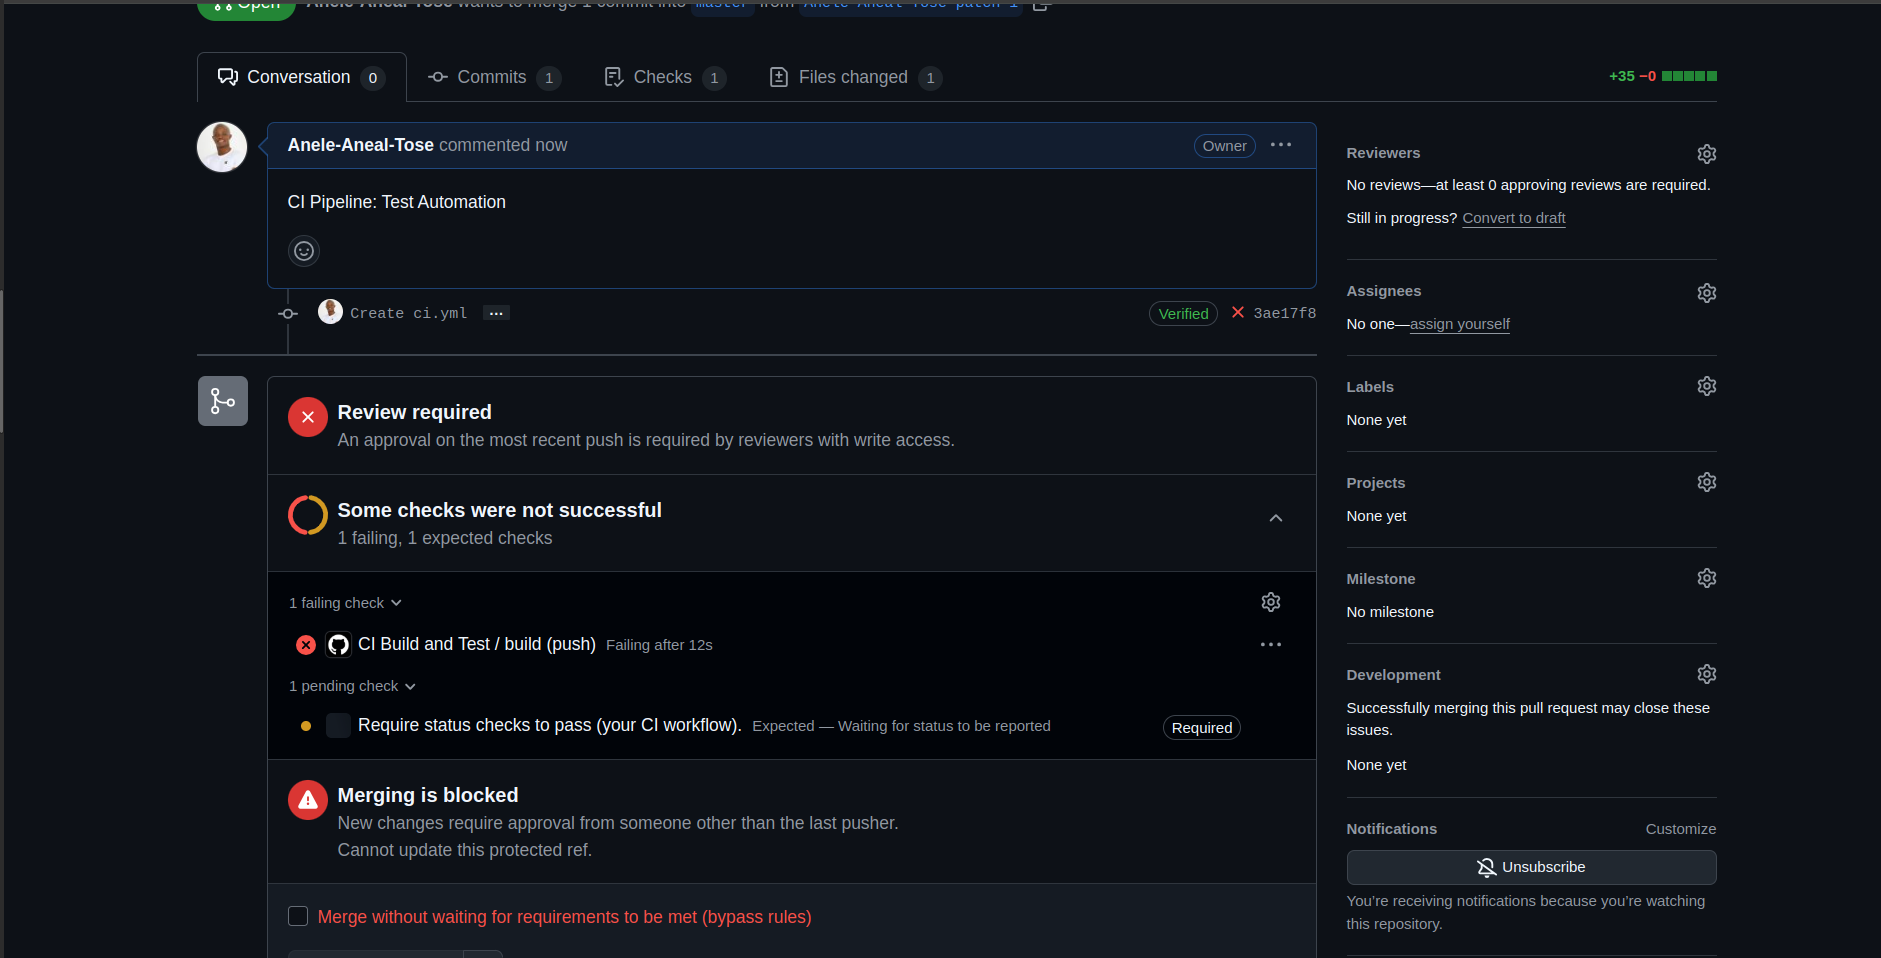 Open Anele-Aneal-Tose wants to merge 1 commit into master from Anele-Aneal-Tose-patch-1
Conversation 0 Commits 1 Checks 1 Files changed 1
+35 −0
Anele-Aneal-Tose commented now
Owner
CI Pipeline: Test Automation
Create ci.yml ...
Verified 3ae17f8
Review required
An approval on the most recent push is required by reviewers with write access.
Some checks were not successful
1 failing, 1 expected checks
1 failing check
CI Build and Test / build (push) Failing after 12s
1 pending check
Require status checks to pass (your CI workflow). Expected — Waiting for status to be reported
Required
Merging is blocked
New changes require approval from someone other than the last pusher.
Cannot update this protected ref.
Merge without waiting for requirements to be met (bypass rules)
Reviewers
No reviews—at least 0 approving reviews are required.
Still in progress? Convert to draft
Assignees
No one—assign yourself
Labels
None yet
Projects
None yet
Milestone
No milestone
Development
Successfully merging this pull request may close these
issues.
None yet
Notifications
Customize
Unsubscribe
You're receiving notifications because you're watching
this repository.